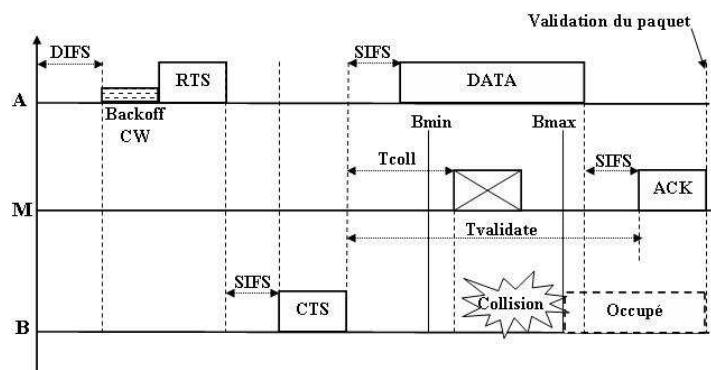 Validation du paquet
DIFS
SIFS
RTS
DATA
A
Backoff
CW
Bmin
Bmax
Tcoll
SIFS
ACK
M
Tvalidate
SIFS
CTS
Collision
Occupé
B